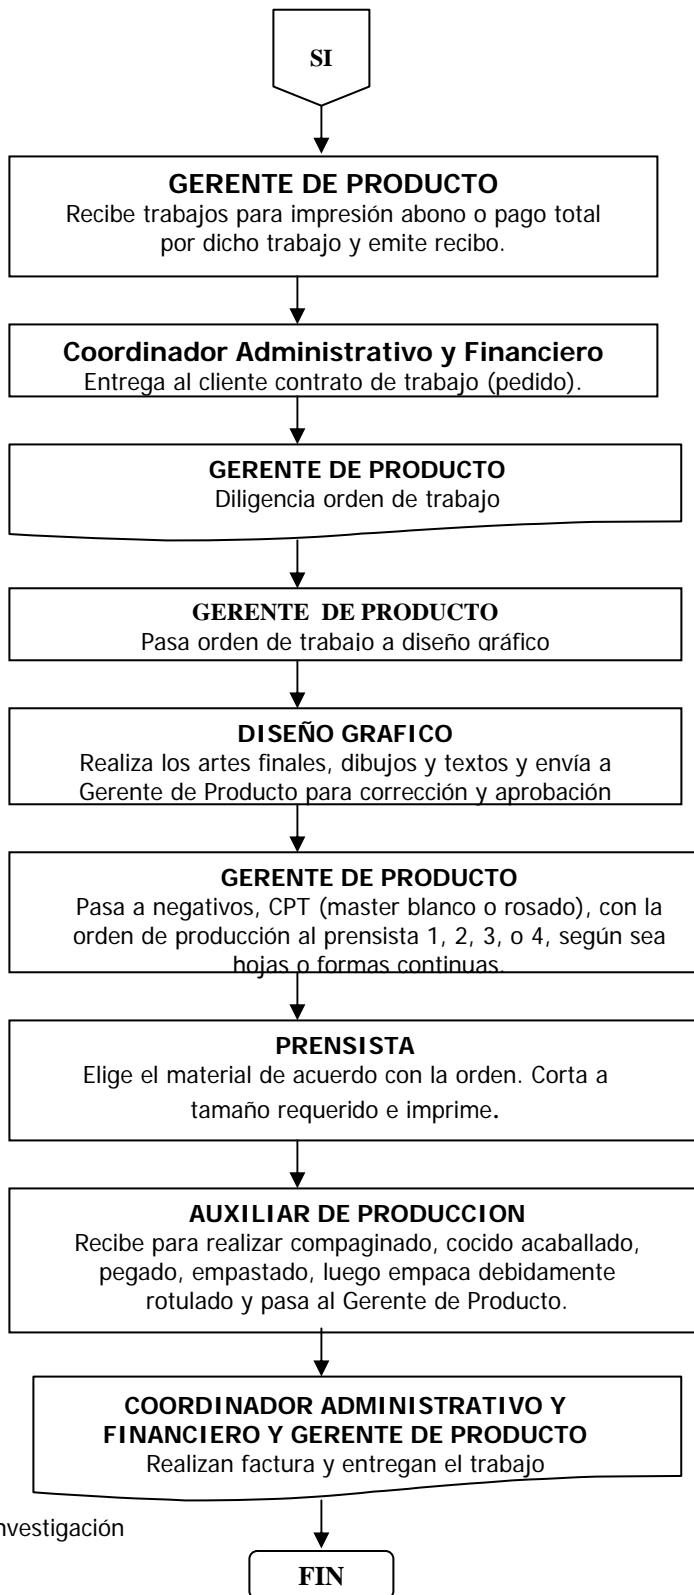 SI
GERENTE DE PRODUCTO
Recibe trabajos para impresión abono o pago total
por dicho trabajo y emite recibo.
Coordinador Administrativo y Financiero
Entrega al cliente contrato de trabajo (pedido).
GERENTE DE PRODUCTO
Diligencia orden de trabajo
GERENTE DE PRODUCTO
Pasa orden de trabajo a diseño gráfico
DISEÑO GRAFICO
Realiza los artes finales, dibujos y textos y envía a
Gerente de Producto para corrección y aprobación
GERENTE DE PRODUCTO
Pasa a negativos, CPT (master blanco o rosado), con la
orden de producción al prensista 1, 2, 3, o 4, según sea
hojas o formas continuas.
PRENSISTA
Elige el material de acuerdo con la orden. Corta a
tamaño requerido e imprime.
AUXILIAR DE PRODUCCION
Recibe para realizar compaginado, cocido acaballado,
pegado, empastado, luego empaca debidamente
rotulado y pasa al Gerente de Producto.
COORDINADOR ADMINISTRATIVO Y
FINANCIERO Y GERENTE DE PRODUCTO
Realizan factura y entregan el trabajo
nvestigación
FIN